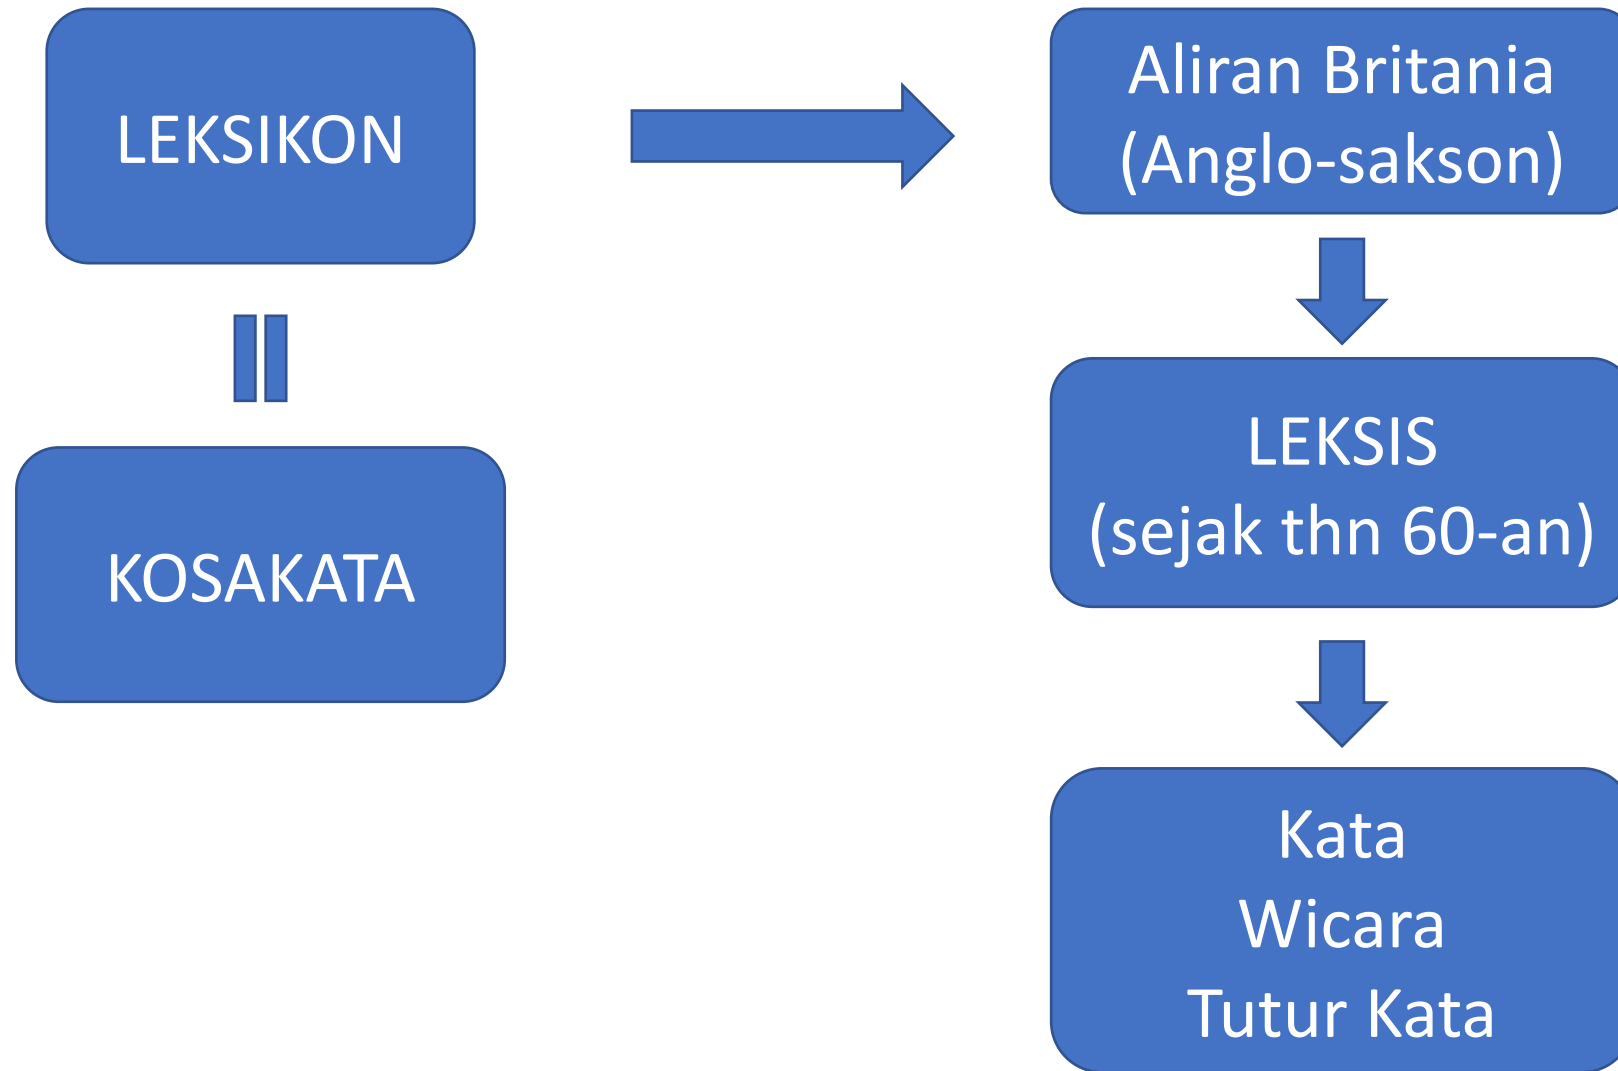 LEKSIKON
KOSAKATA
Aliran Britania
(Anglo-sakson)
LEKSIS
(sejak thn 60-an)
Kata
Wicara
Tutur Kata